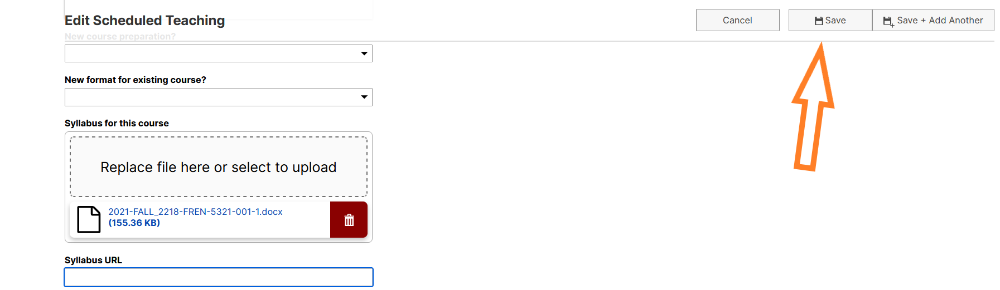 Edit Scheduled Teaching
Cancel
Save
Save + Add Another
New course preparation?
New format for existing course?
Syllabus for this course
Replace file here or select to upload
2021-FALL_2218-FREN-5321-001-1.docx
(155.36 KB)
Syllabus URL